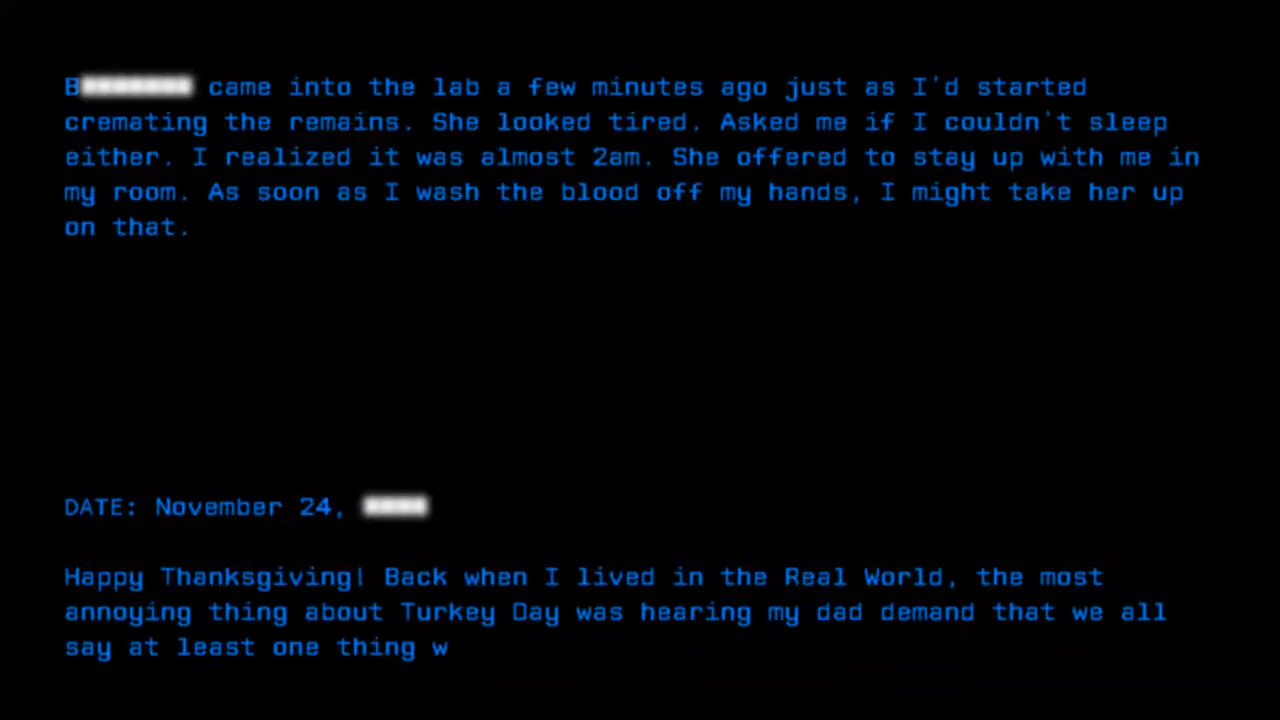 B███████ came into the lab a few minutes ago just as I'd started
cremating the remains. She looked tired. Asked me if I couldn't sleep
either. I realized it was almost 2am. She offered to stay up with me in
my room. As soon as I wash the blood off my hands, I might take her up
on that.
DATE: November 24, ████
Happy Thanksgiving! Back when I lived in the Real World, the most
annoying thing about Turkey Day was hearing my dad demand that we all
say at least one thing w